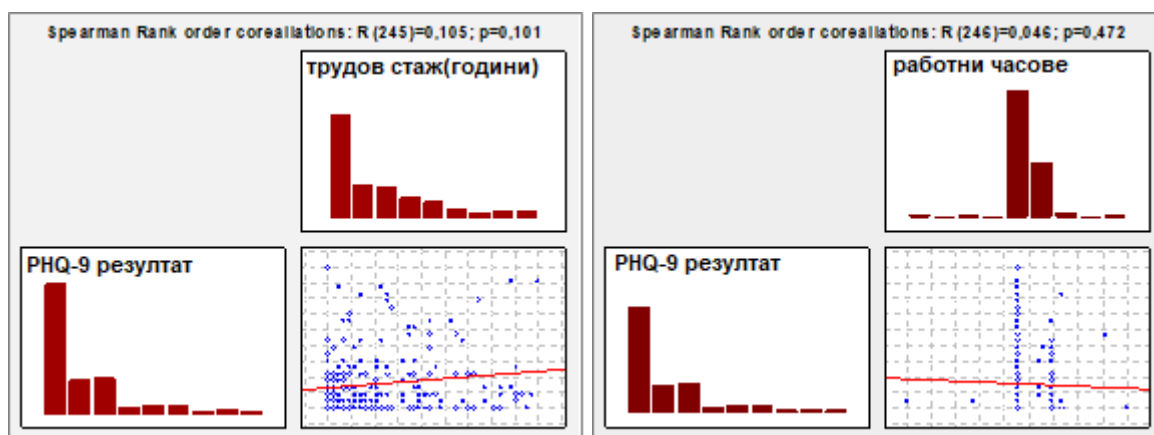 Spearman Rank order coreallations: R (245)=0,105; p=0,101
трудов стаж(години)
PHQ-9 резултат
Spearman Rank order coreallations: R (246)=0,046; p=0,472
работни часове
PHQ-9 резултат